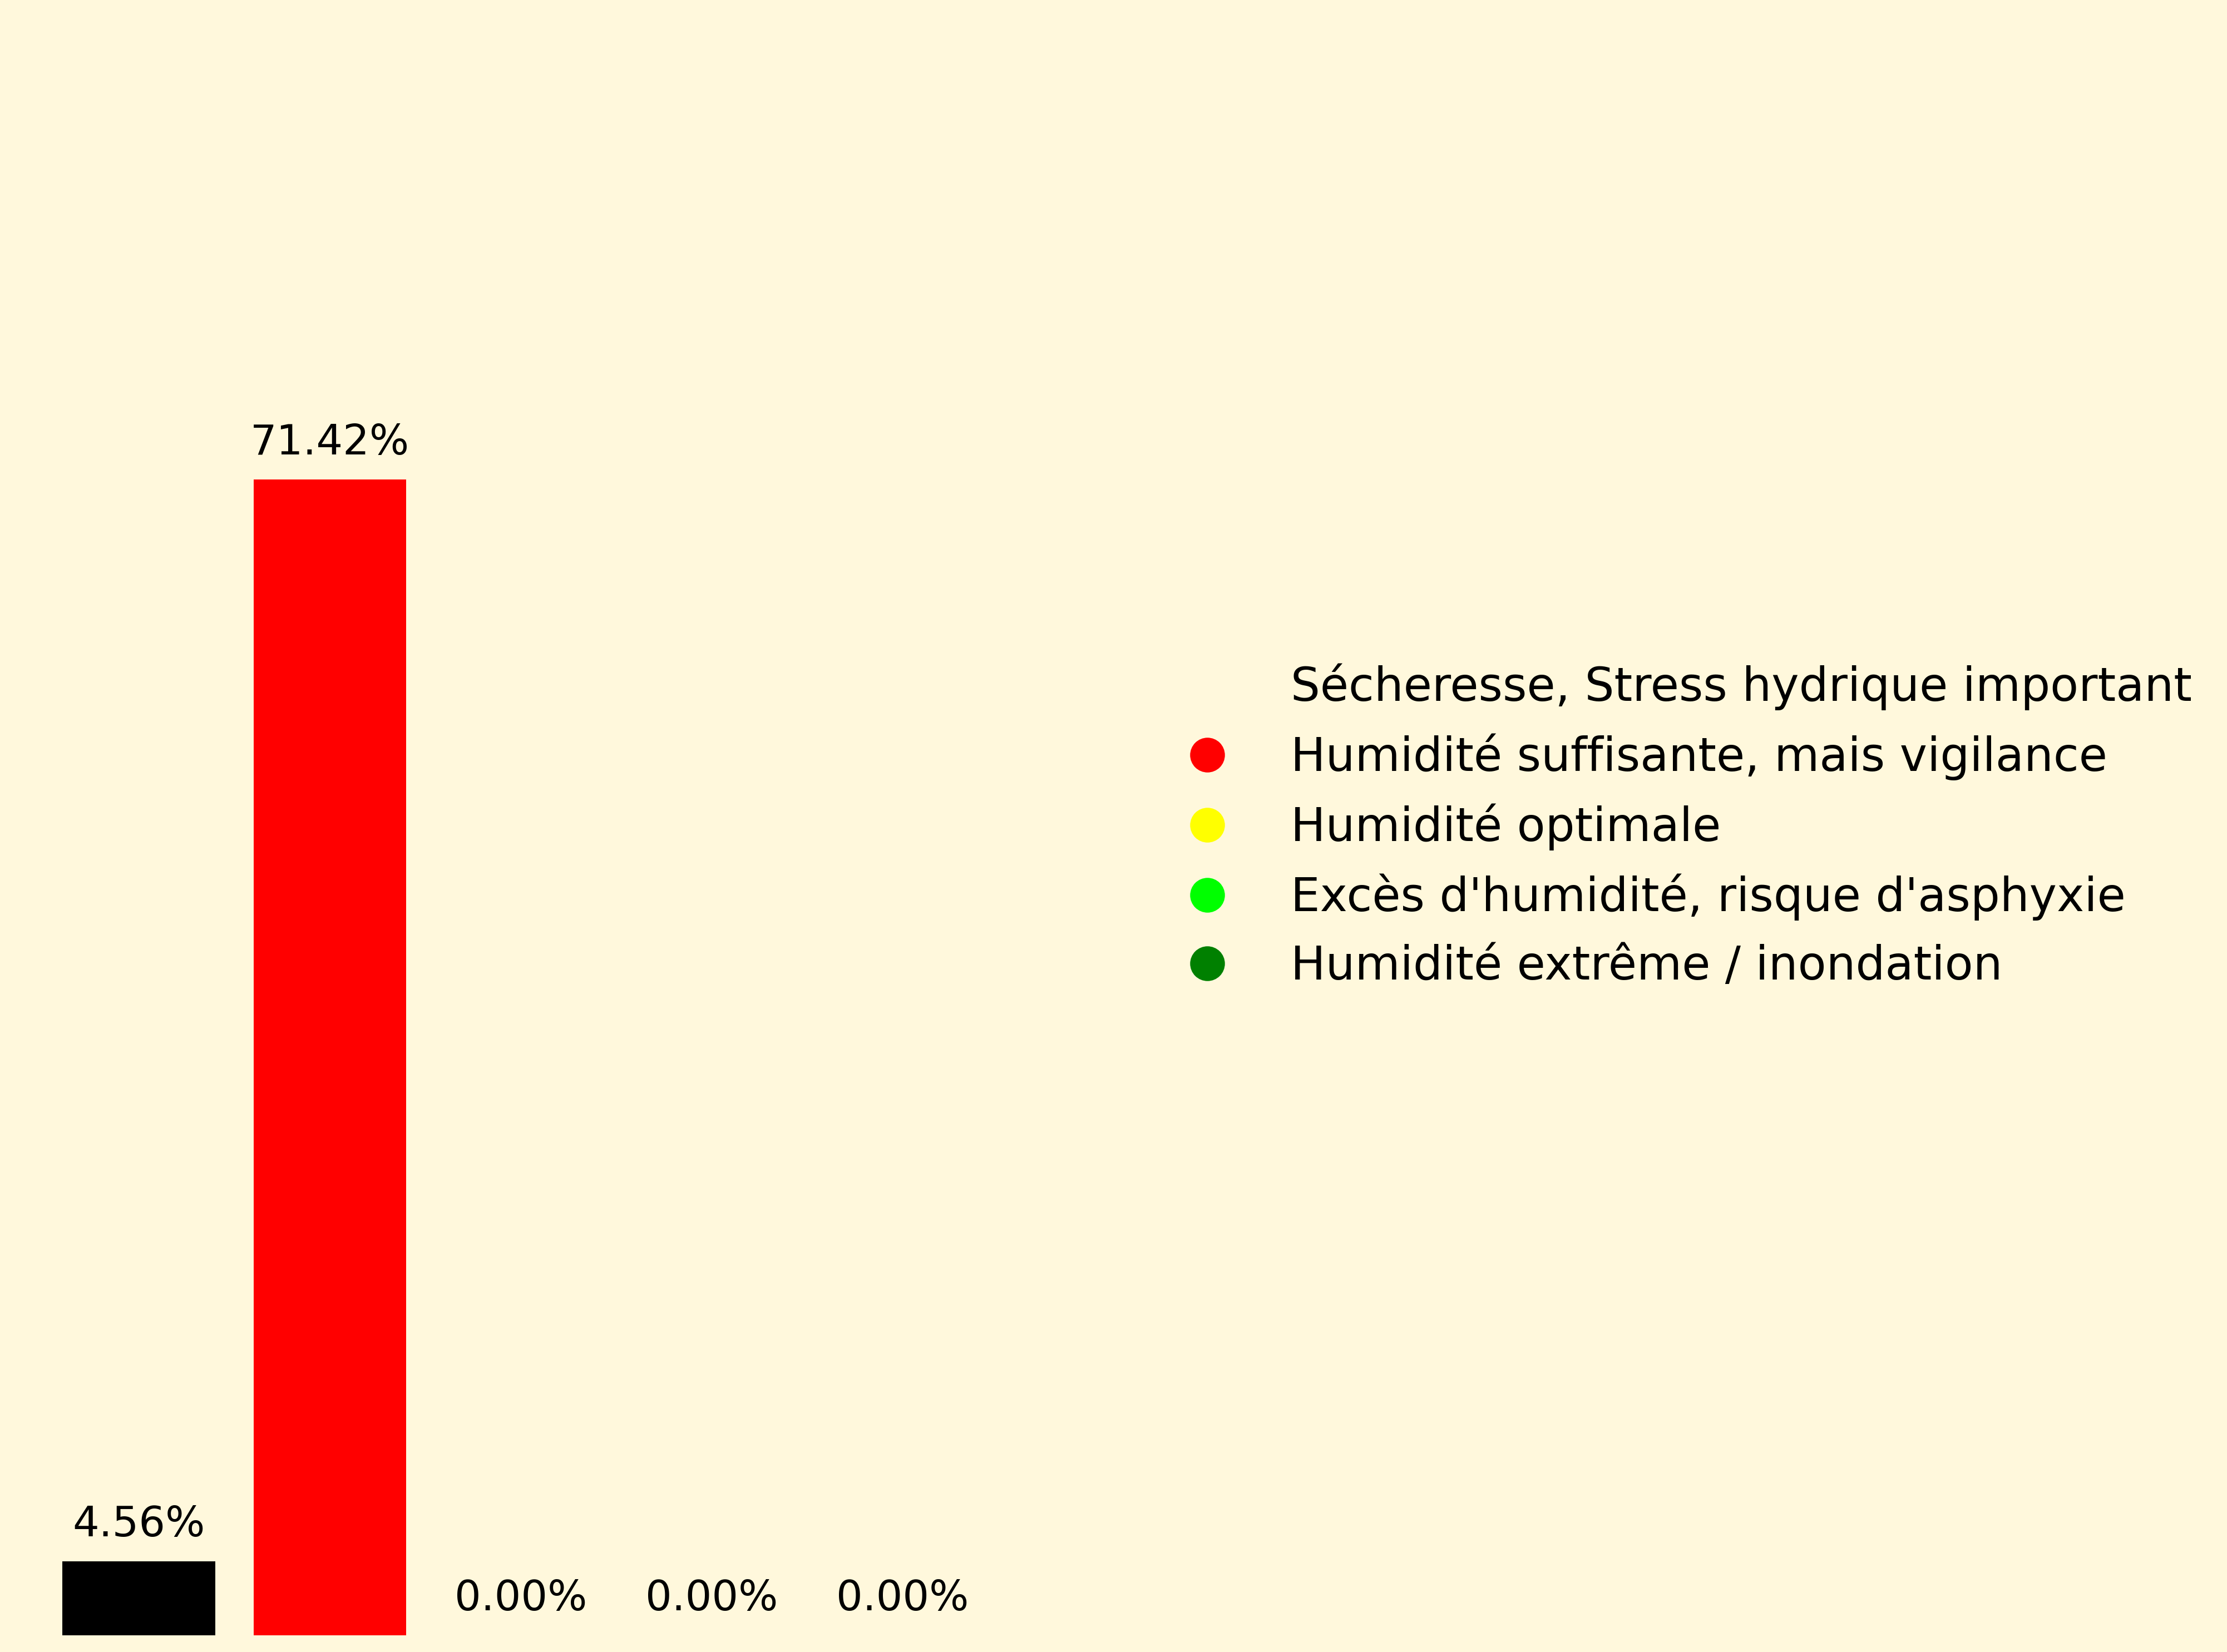 71.42%
Sécheresse, Stress hydrique important
Humidité suffisante, mais vigilance
Humidité optimale
Excès d'humidité, risque d'asphyxie
Humidité extrême / inondation
4.56%
0.00% 0.00% 0.00%